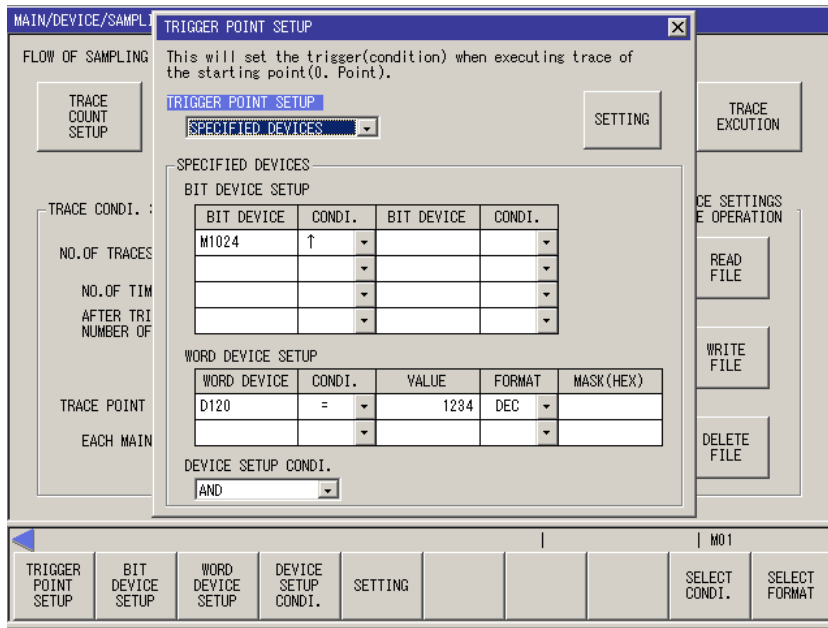 MAIN/DEVICE/SAMPLI
TRIGGER POINT SETUP
FLOW OF SAMPLING
This will set the trigger(condition) when executing trace of
the starting point(0. Point).
TRACE
COUNT
SETUP
TRIGGER POINT SETUP
SPECIFIED DEVICES
SETTING
TRACE
EXCUTION
SPECIFIED DEVICES
BIT DEVICE SETUP
BIT DEVICE CONDI. BIT DEVICE CONDI.
M1024 ↑
WORD DEVICE SETUP
WORD DEVICE CONDI. VALUE FORMAT MASK(HEX)
D120 = 1234 DEC
DEVICE SETUP CONDI.
AND
TRACE CONDI.
NO.OF TRACES
NO.OF TIM
AFTER TRI
NUMBER OF
TRACE POINT
EACH MAIN
CE SETTINGS
E OPERATION
READ
FILE
WRITE
FILE
DELETE
FILE
M01
TRIGGER
POINT
SETUP
BIT
DEVICE
SETUP
WORD
DEVICE
SETUP
DEVICE
SETUP
CONDI.
SETTING
SELECT
CONDI.
SELECT
FORMAT